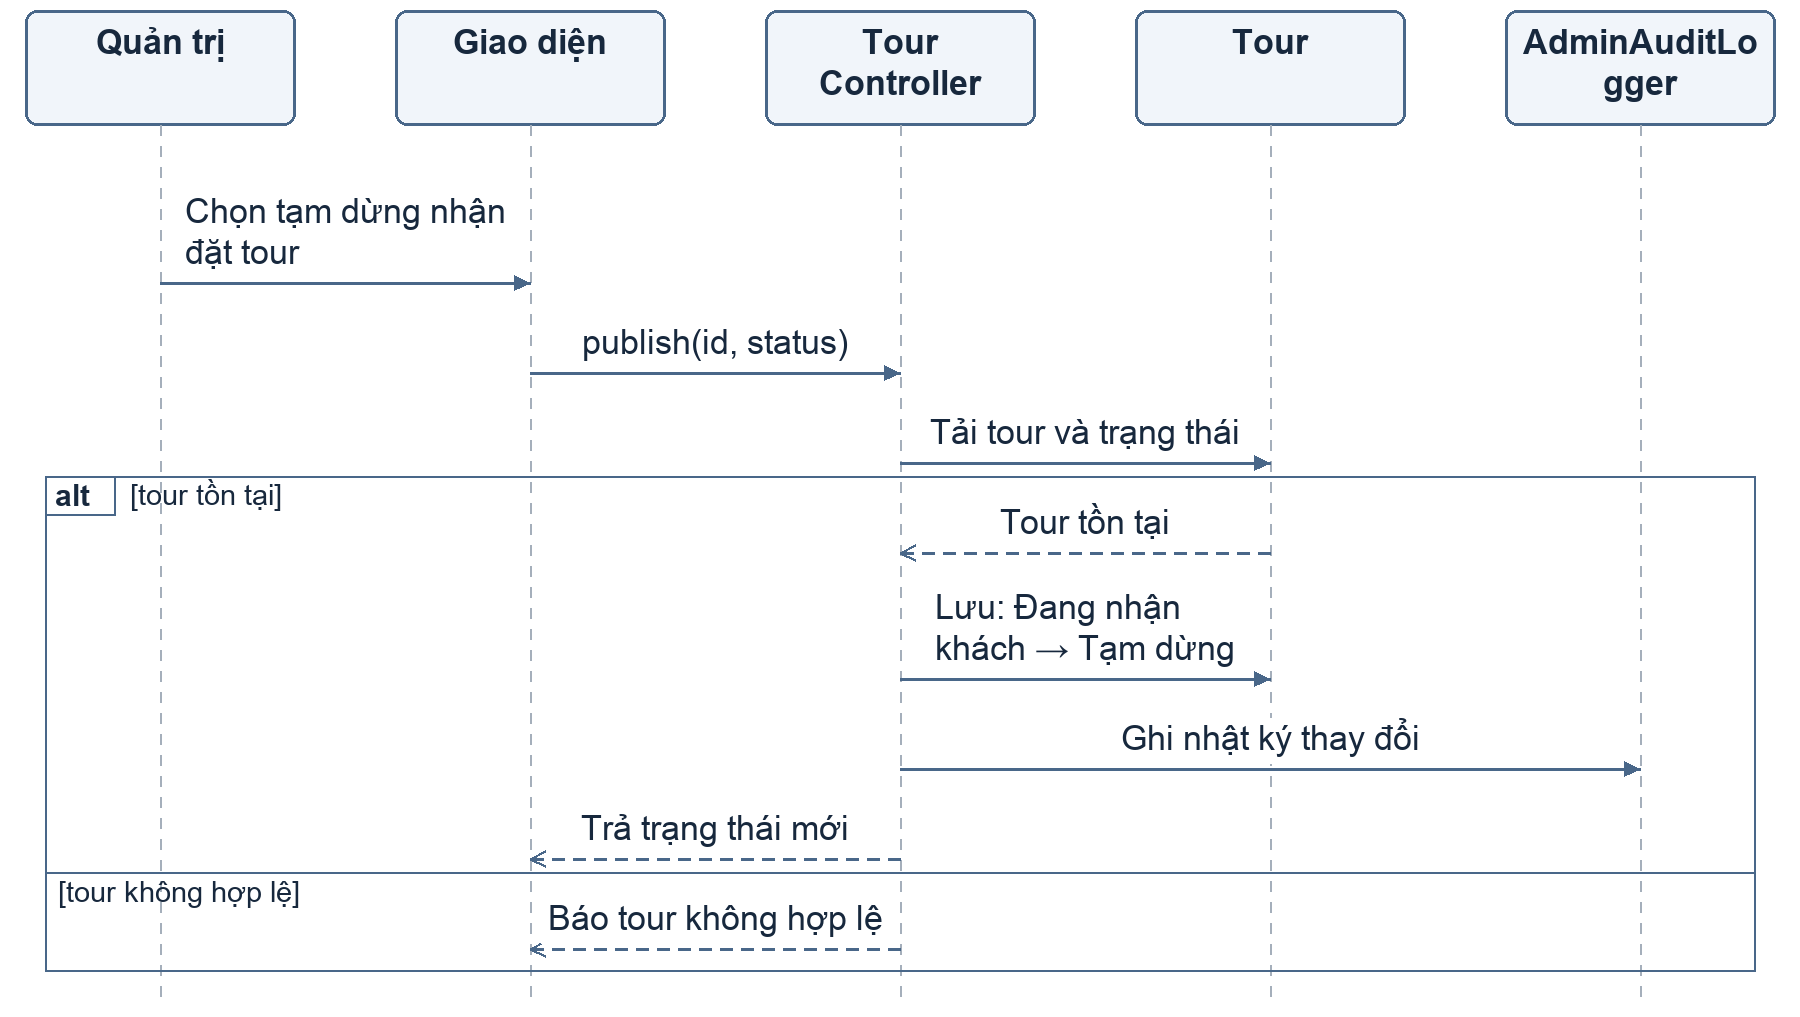 Quản trị
Giao diện
Tour
Controller
Tour
AdminAuditLo
gger
Chọn tạm dừng nhận
đặt tour
publish(id, status)
Tải tour và trạng thái
alt
[tour tồn tại]
Tour tồn tại
Lưu: Đang nhận
khách → Tạm dừng
Ghi nhật ký thay đổi
Trả trạng thái mới
[tour không hợp lệ]
Báo tour không hợp lệ